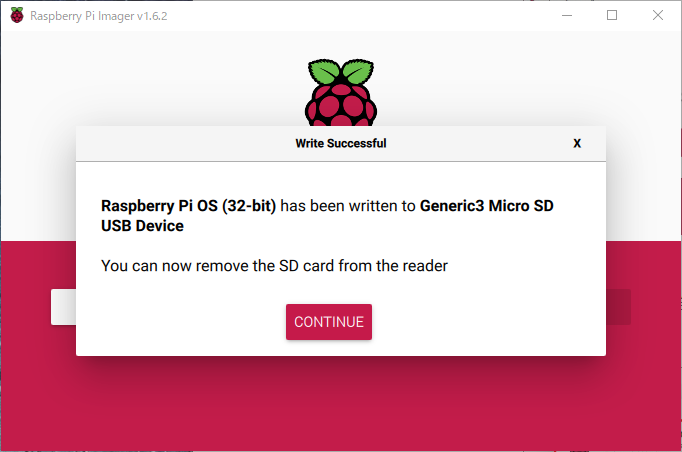 Raspberry Pi Imager v1.6.2
Write Successful
X
Raspberry Pi OS (32-bit) has been written to Generic3 Micro SD
USB Device
You can now remove the SD card from the reader
CONTINUE